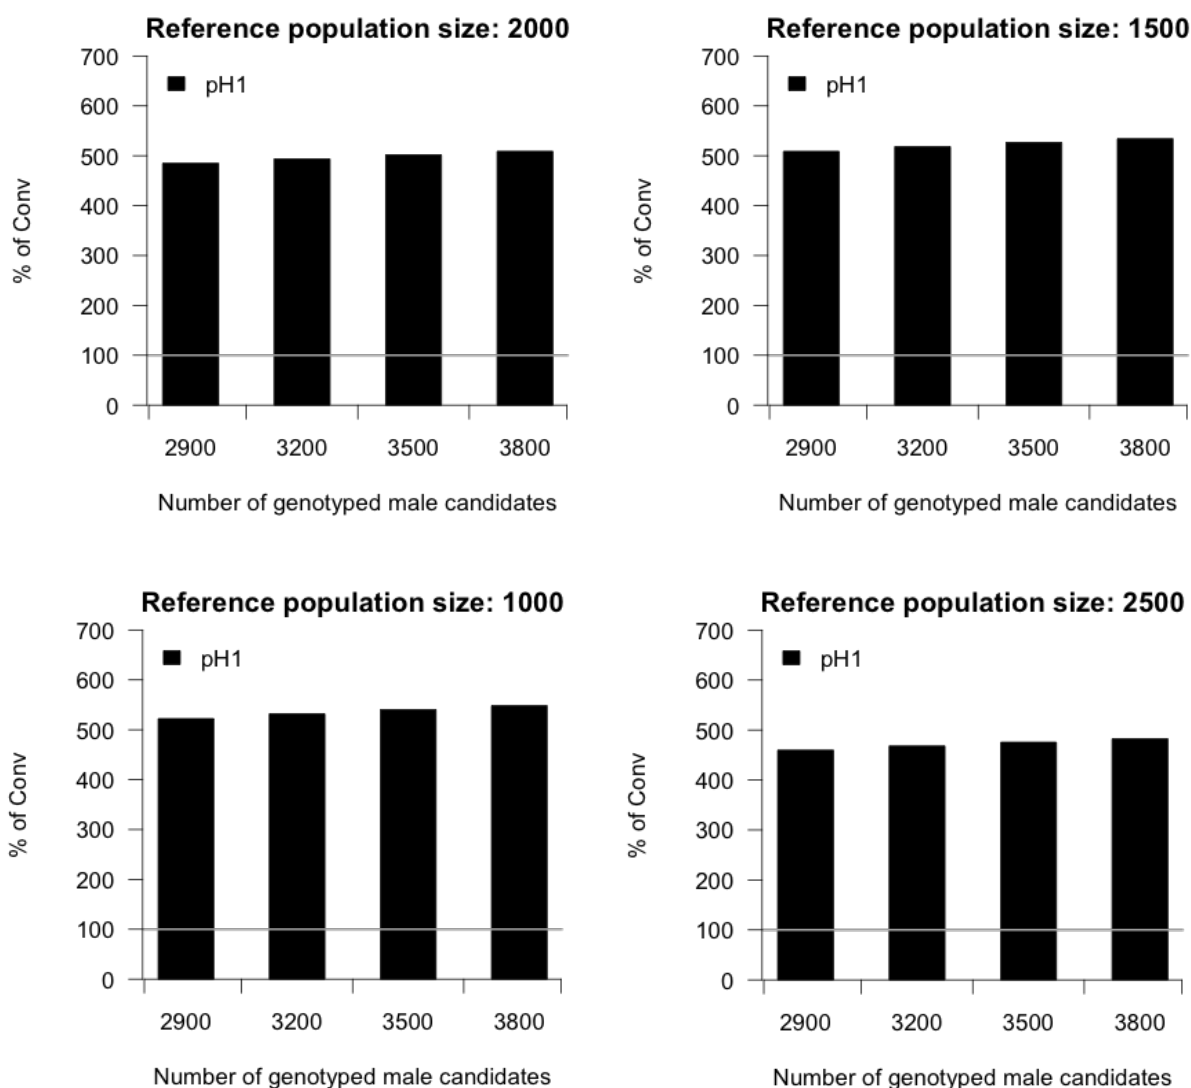 Reference population size: 2000
700
600
500
400
300
200
100
0
% of Conv
pH1
2900 3200 3500 3800
Number of genotyped male candidates
Reference population size: 1500
700
600
500
400
300
200
100
0
% of Conv
pH1
2900 3200 3500 3800
Number of genotyped male candidates
Reference population size: 1000
700
600
500
400
300
200
100
0
% of Conv
pH1
2900 3200 3500 3800
Number of genotyped male candidates
Reference population size: 2500
700
600
500
400
300
200
100
0
% of Conv
pH1
2900 3200 3500 3800
Number of genotyped male candidates